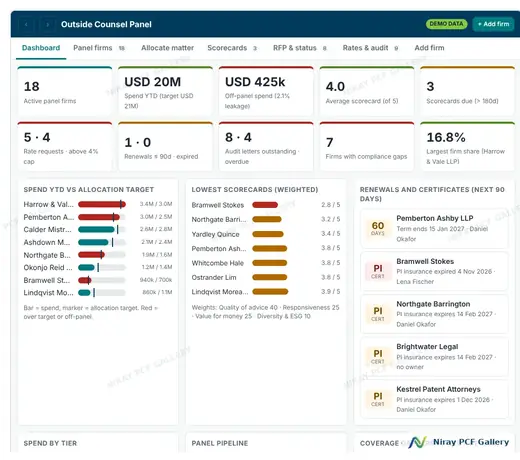 Outside Counsel Panel
DEMO DATA
+ Add firm
Dashboard
Panel firms 18
Allocate matter
Scorecards 3
RFP & status 8
Rates & audit 9
Add firm
18
Active panel firms
USD 20M
Spend YTD (target USD
21M)
USD 425k
Off-panel spend (2.1%
leakage)
4.0
Average scorecard (of 5)
3
Scorecards due (> 180d)
5 · 4
Rate requests · above 4%
cap
1 · 0
Renewals ≤ 90d · expired
8 · 4
Audit letters outstanding ·
overdue
7
Firms with compliance gaps
16.8%
Largest firm share (Harrow
& Vale LLP)
SPEND YTD VS ALLOCATION TARGET
Harrow & Val... 3.4M / 3.0M
Pemberton A... 3.0M / 2.5M
Calder Mistr... 2.6M / 2.8M
Ashdown M... 2.1M / 2.4M
Northgate B... 1.9M / 1.6M
Okonjo Reid ... 1.2M / 1.4M
Bramwell St... 940k / 700k
Lindqvist Mo... 860k / 1.1M
Bar = spend, marker = allocation target. Red =
over target or off-panel.
LOWEST SCORECARDS (WEIGHTED)
Bramwell Stokes 2.8 / 5
Northgate Barri... 3.2 / 5
Yardley Quince 3.4 / 5
Pemberton Ash... 3.8 / 5
Whitcombe Hale 3.8 / 5
Ostrander Lim 3.8 / 5
Lindqvist Morea... 3.9 / 5
Weights: Quality of advice 40 · Responsiveness 25
· Value for money 25 · Diversity & ESG 10
RENEWALS AND CERTIFICATES (NEXT 90
DAYS)
60
DAYS
Pemberton Ashby LLP
Term ends 15 Jan 2027 · Daniel
Okafor
PI
CERT
Bramwell Stokes
PI insurance expired 4 Nov 2026 ·
Lena Fischer
PI
CERT
Northgate Barrington
PI insurance expires 14 Feb 2027 ·
Daniel Okafor
PI
CERT
Brightwater Legal
PI insurance expires 14 Feb 2027 ·
no owner
PI
CERT
Kestrel Patent Attorneys
PI insurance expires 1 Dec 2026 ·
Daniel Okafor
SPEND BY TIER
PANEL PIPELINE
COVERAGE
Niray PCF Gallery